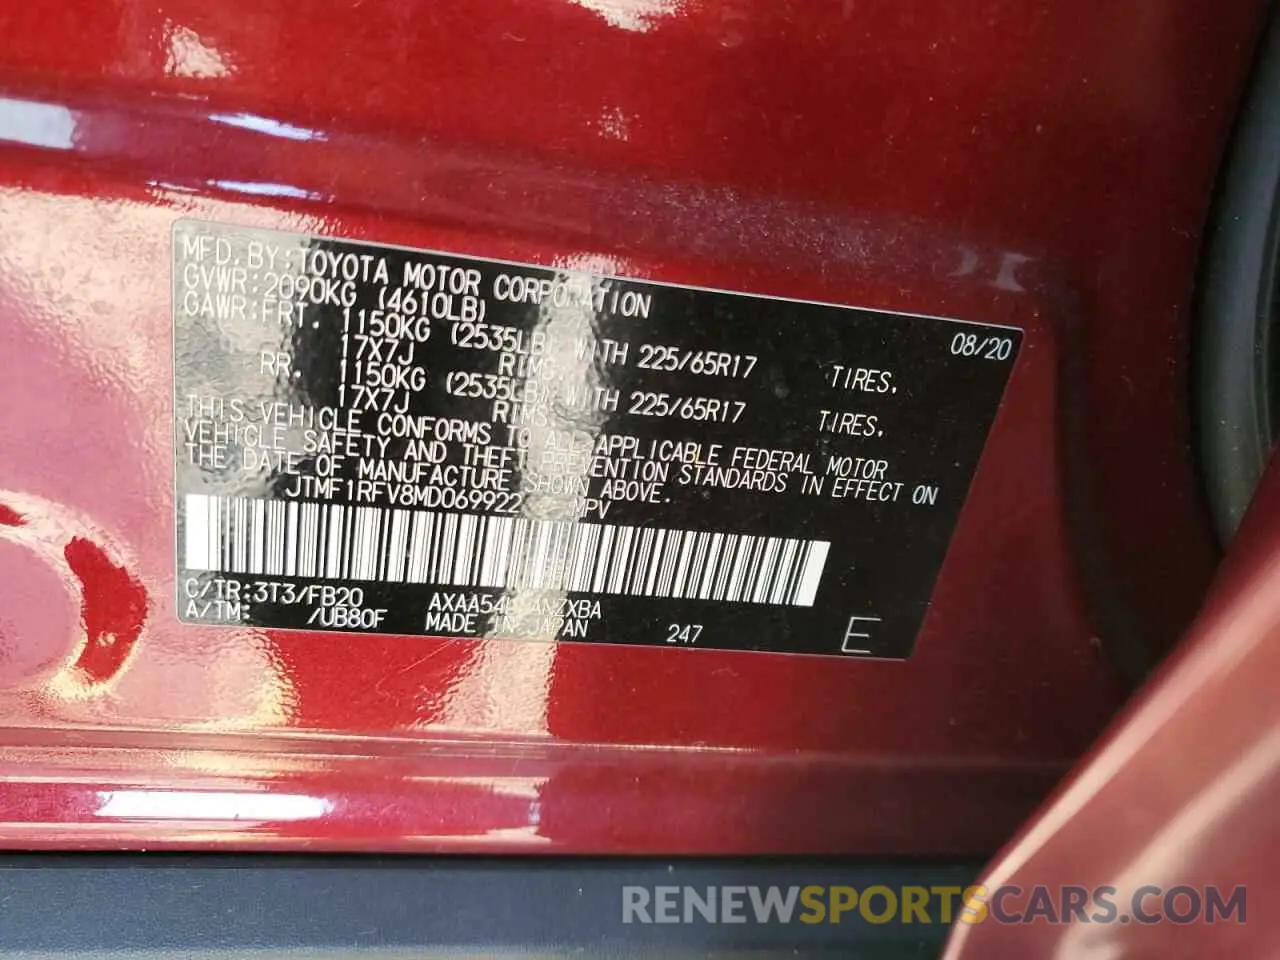 MFD. BY: TOYOTA MOTOR CORPORATION 08/20
GVWR: 2090KG (4610LB)
GAWR: FRT. 1150KG (2535LB) WITH 225/65R17 TIRES,
17X7J RIMS
RR. 1150KG (2535LB) WITH 225/65R17 TIRES,
17X7J RIMS
THIS VEHICLE CONFORMS TO ALL APPLICABLE FEDERAL MOTOR
VEHICLE SAFETY AND THEFT PREVENTION STANDARDS IN EFFECT ON
THE DATE OF MANUFACTURE SHOWN ABOVE.
JTMF1RFV8MD069922 MPV
C/TR: 3T3/FB20
A/TM: /UB80F
MADE IN JAPAN 247 E
RENEWSPORTSCARS.COM